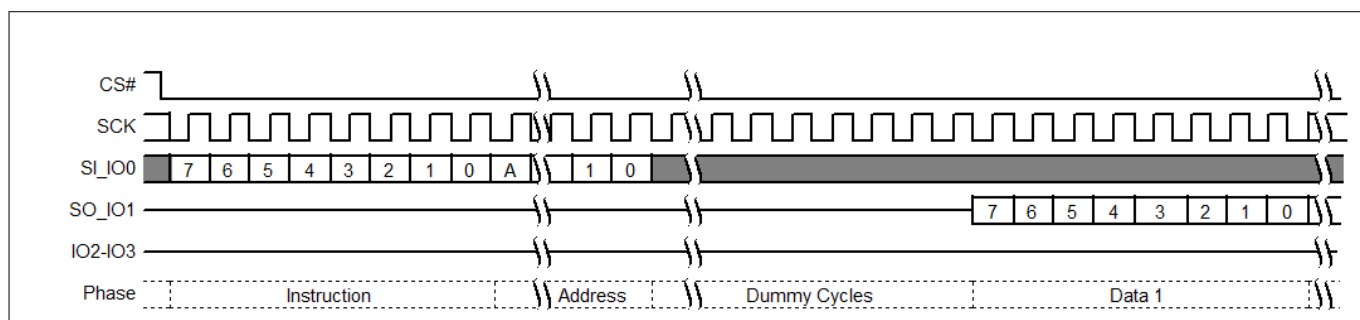 CS#
SCK
SI_IO0 7 6 5 4 3 2 1 0 A 1 0
SO_IO1 7 6 5 4 3 2 1 0
IO2-IO3
Phase Instruction Address Dummy Cycles Data 1